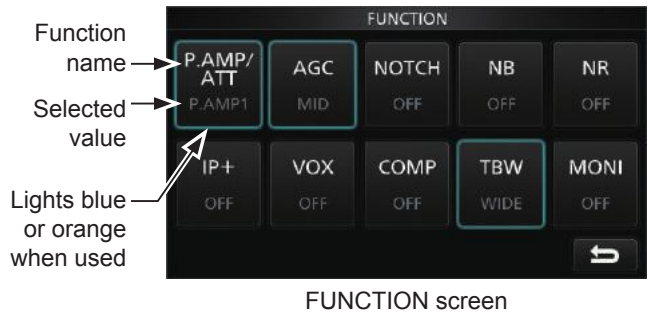 FUNCTION
Function
name
P.AMP/
ATT
AGC
NOTCH
NB
NR
Selected
value
P.AMP1
MID
OFF
OFF
OFF
IP+
VOX
COMP
TBW
MONI
Lights blue
or orange
when used
OFF
OFF
OFF
WIDE
OFF
FUNCTION screen